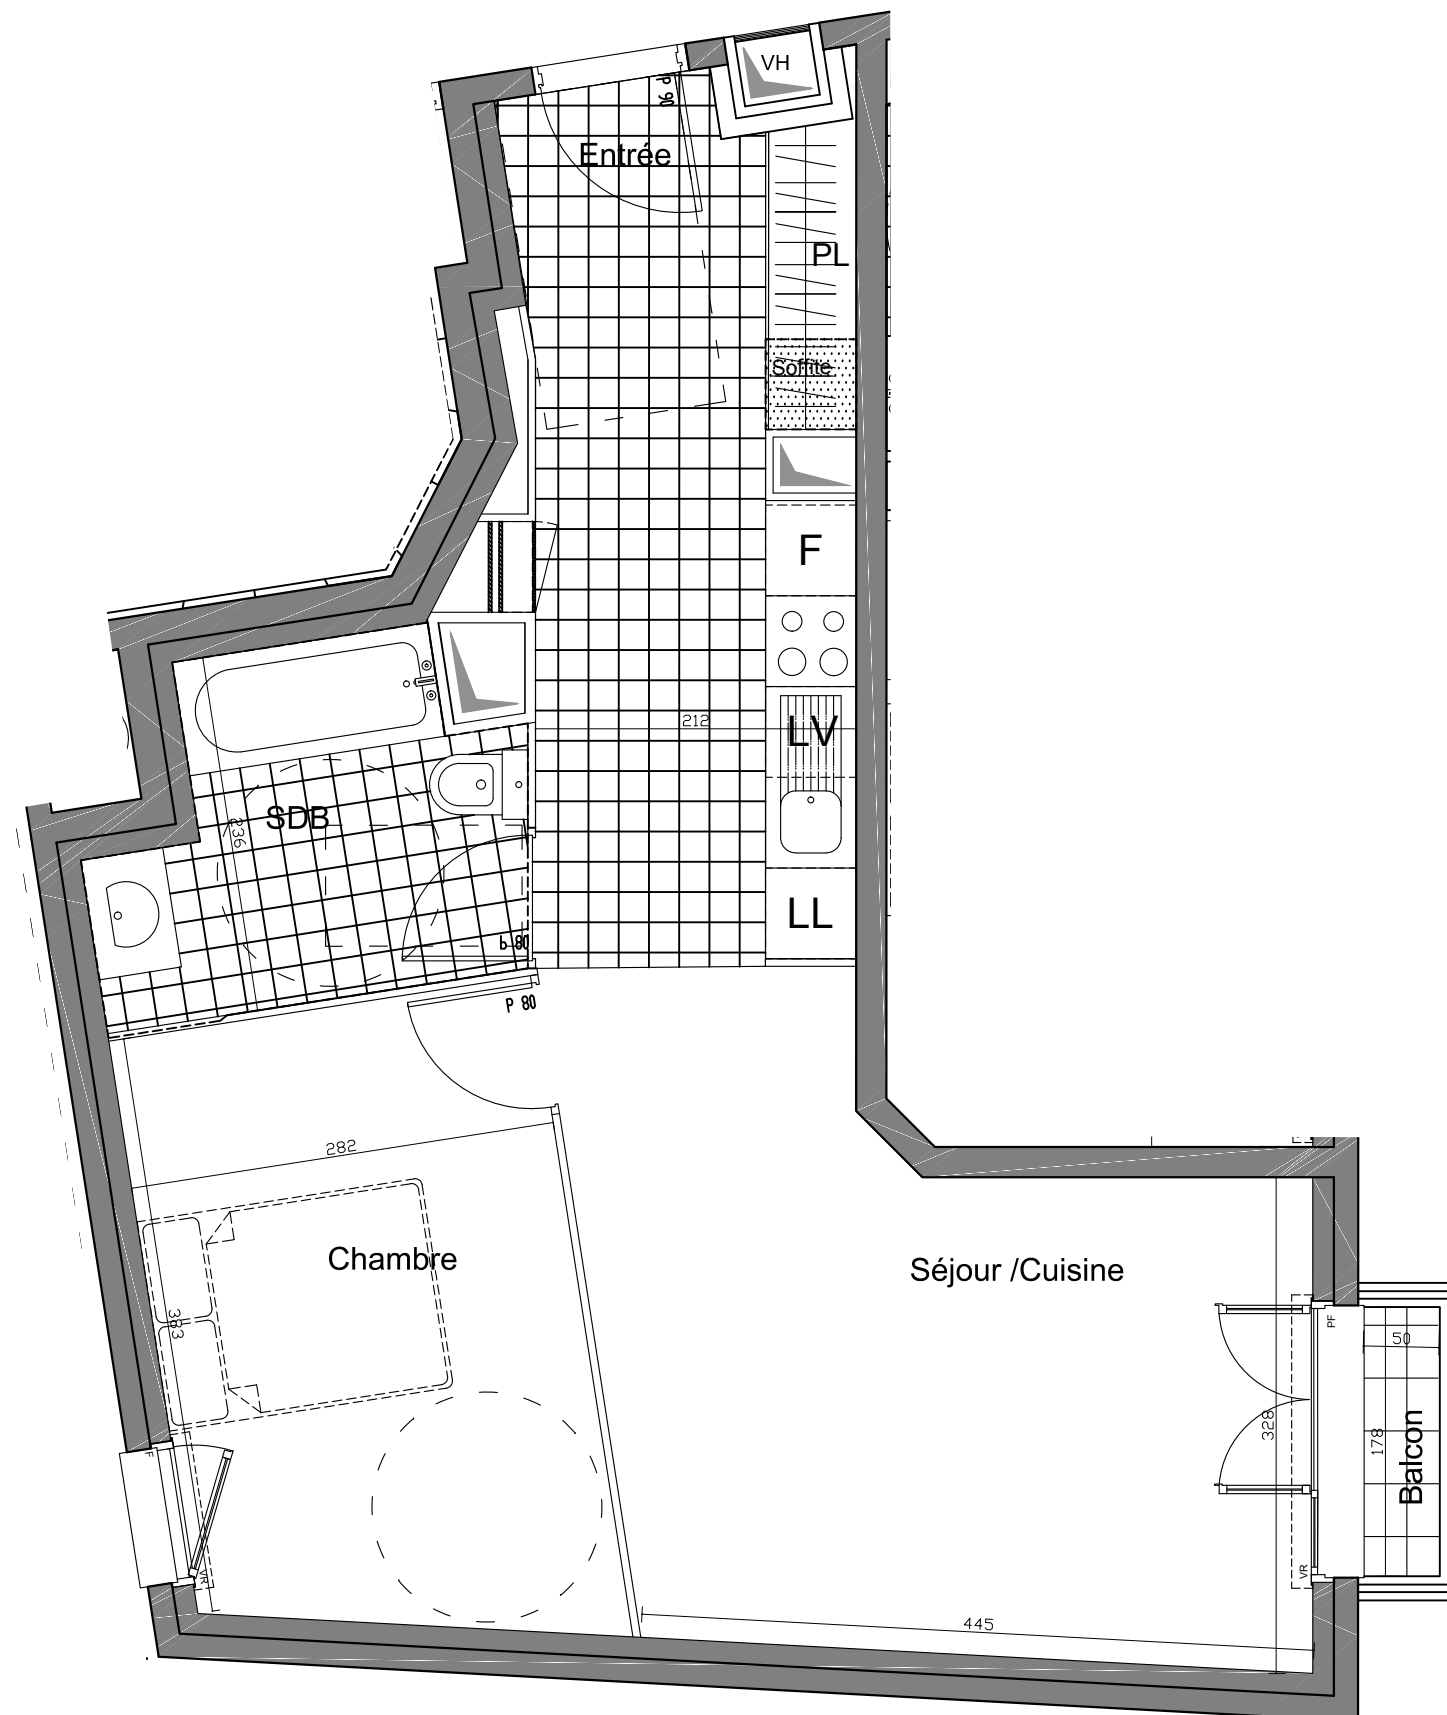 VH
P 90
Entrée
PL
Soffite
F
212
LV
SDB
236
LL
P 80
P 80
282
Chambre
Séjour /Cuisine
383
PF
50
328
178
Balcon
F
VR
VR
445